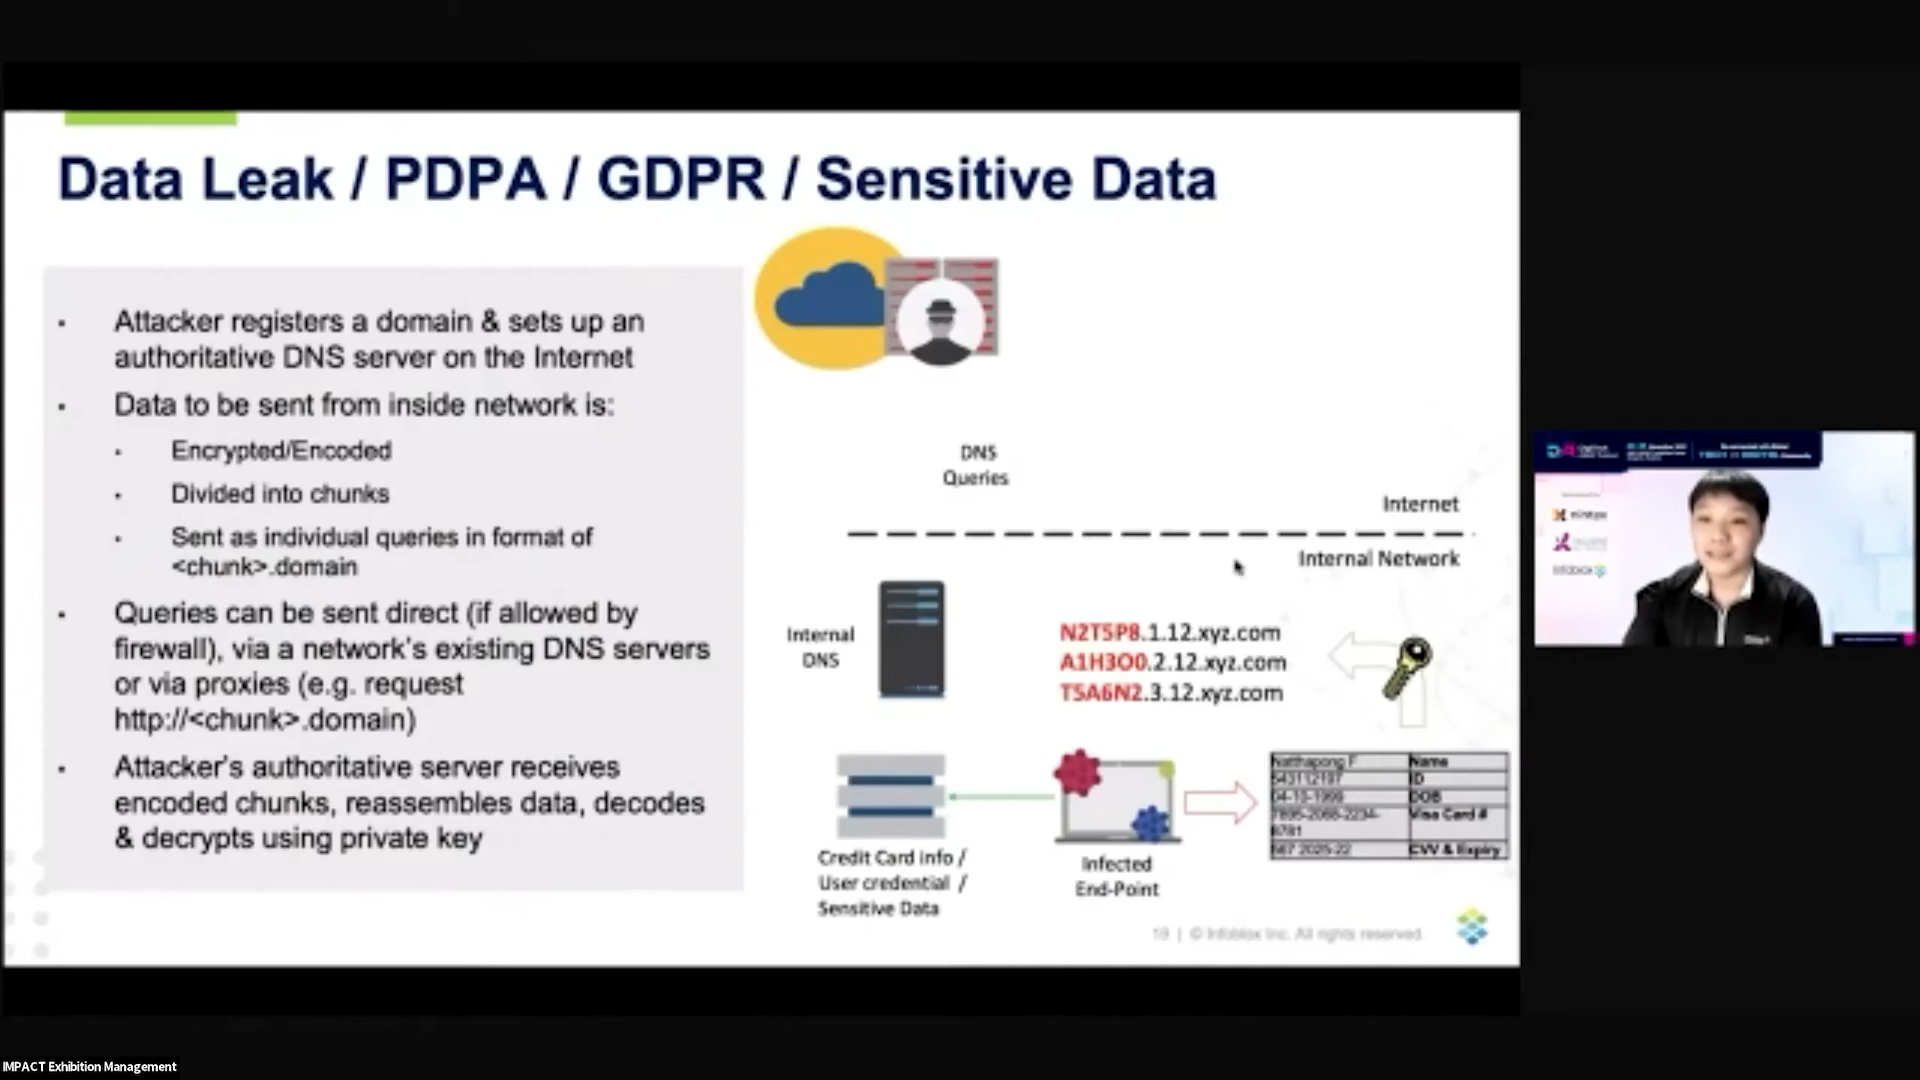 Data Leak / PDPA / GDPR / Sensitive Data
Attacker registers a domain & sets up an
authoritative DNS server on the Internet
Data to be sent from inside network is:
Encrypted/Encoded
Divided into chunks
Sent as individual queries in format of
<chunk>.domain
Queries can be sent direct (if allowed by
firewall), via a network's existing DNS servers
or via proxies (e.g. request
http://<chunk>.domain)
Attacker's authoritative server receives
encoded chunks, reassembles data, decodes
& decrypts using private key
DNS
Queries
Internet
Internal Network
Internal
DNS
N2T5P8.1.12.xyz.com
A1H3O0.2.12.xyz.com
T5A6N2.3.12.xyz.com
Credit Card info /
User credential /
Sensitive Data
Infected
End-Point
Natthapong F Name
ID
04-10-1999 DOB
Visa Card #
CVV & Expiry
19 | © Infoblox Inc. All rights reserved.
infoblox
IMPACT Exhibition Management